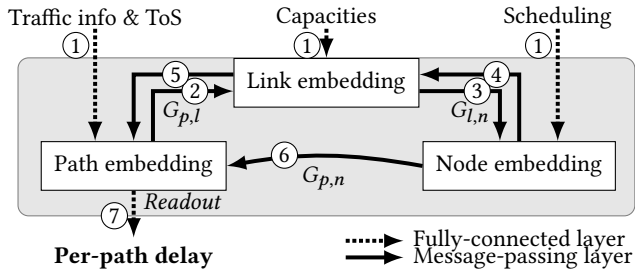 Traffic info & ToS
Capacities
Scheduling
1
1
1
5
Link embedding
4
2
3
G_{p,l}
G_{l,n}
Path embedding
6
Node embedding
G_{p,n}
7
Readout
Per-path delay
Fully-connected layer
Message-passing layer